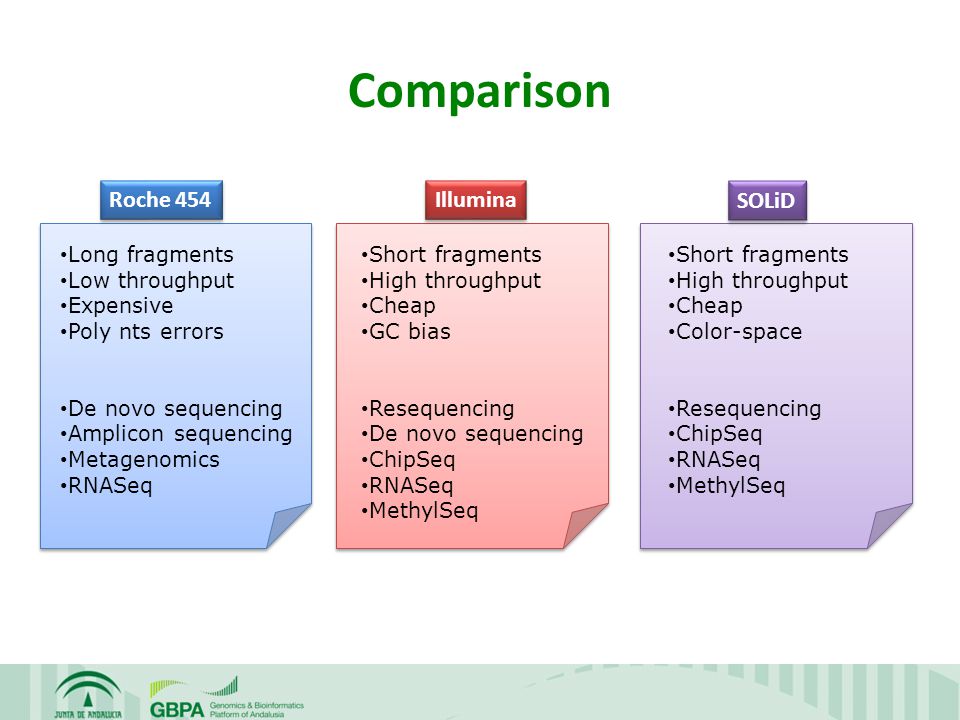 Comparison
Roche 454
•Long fragments
•Low throughput
•Expensive
•Poly nts errors
•De novo sequencing
•Amplicon sequencing
•Metagenomics
•RNASeq
Illumina
•Short fragments
•High throughput
•Cheap
•GC bias
•Resequencing
•De novo sequencing
•ChipSeq
•RNASeq
•MethylSeq
SOLiD
•Short fragments
•High throughput
•Cheap
•Color-space
•Resequencing
•ChipSeq
•RNASeq
•MethylSeq
JUNTA DE ANDALUCIA
GBPA
Genomics & Bioinformatics
Platform of Andalusia